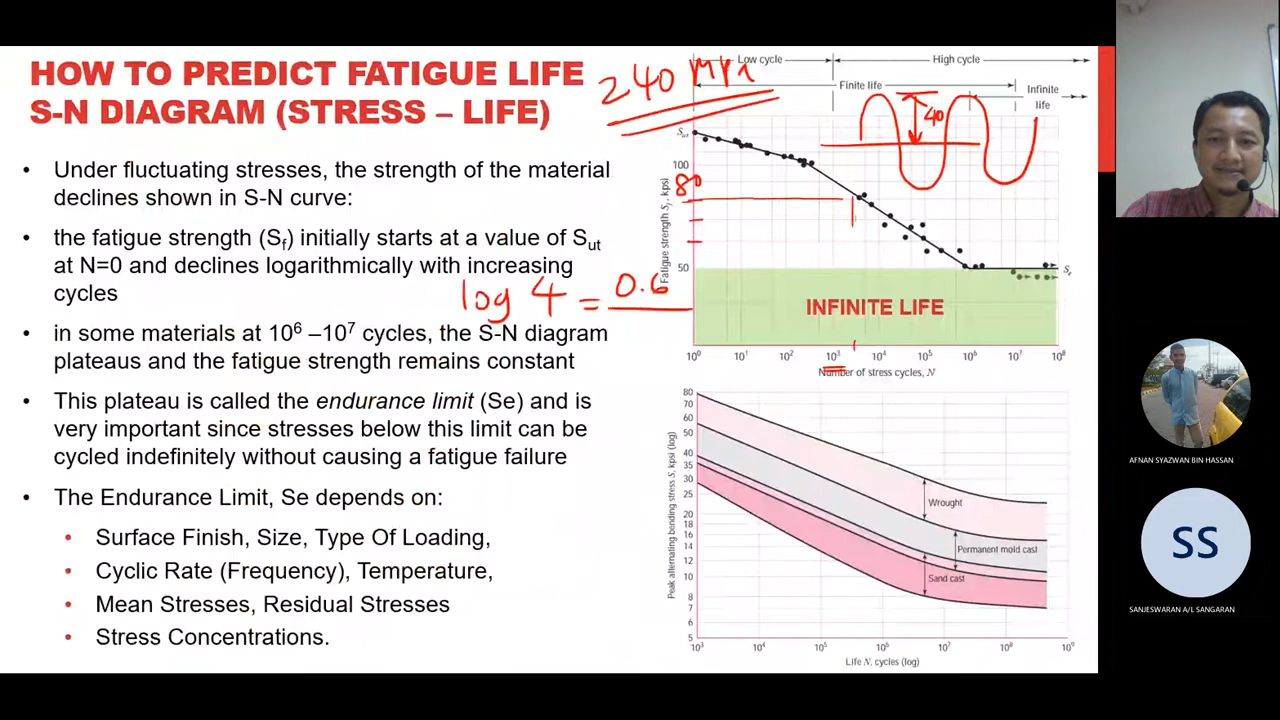 HOW TO PREDICT FATIGUE LIFE
S-N DIAGRAM (STRESS – LIFE)
240 MPa
• Under fluctuating stresses, the strength of the material
declines shown in S-N curve:
• the fatigue strength (Sf) initially starts at a value of Sut
at N=0 and declines logarithmically with increasing
cycles
log 4 = 0.6
• in some materials at 10⁶ –10⁷ cycles, the S-N diagram
plateaus and the fatigue strength remains constant
• This plateau is called the endurance limit (Se) and is
very important since stresses below this limit can be
cycled indefinitely without causing a fatigue failure
• The Endurance Limit, Se depends on:
• Surface Finish, Size, Type Of Loading,
• Cyclic Rate (Frequency), Temperature,
• Mean Stresses, Residual Stresses
• Stress Concentrations.
Low cycle
High cycle
Finite life
Infinite
life
40
Sut
100
80
50
Se
Fatigue strength Sf, kpsi
INFINITE LIFE
10⁰ 10¹ 10² 10³ 10⁴ 10⁵ 10⁶ 10⁷ 10⁸
Number of stress cycles, N
80
70
60
50
40
35
30
25
20
18
16
14
12
10
8
7
6
5
Peak alternating bending stress S, kpsi (log)
Wrought
Permanent mold cast
Sand cast
10³ 10⁴ 10⁵ 10⁶ 10⁷ 10⁸ 10⁹
Life N, cycles (log)
AFNAN SYAZWAN BIN HASSAN
SS
SANJESWARAN A/L SANGARAN